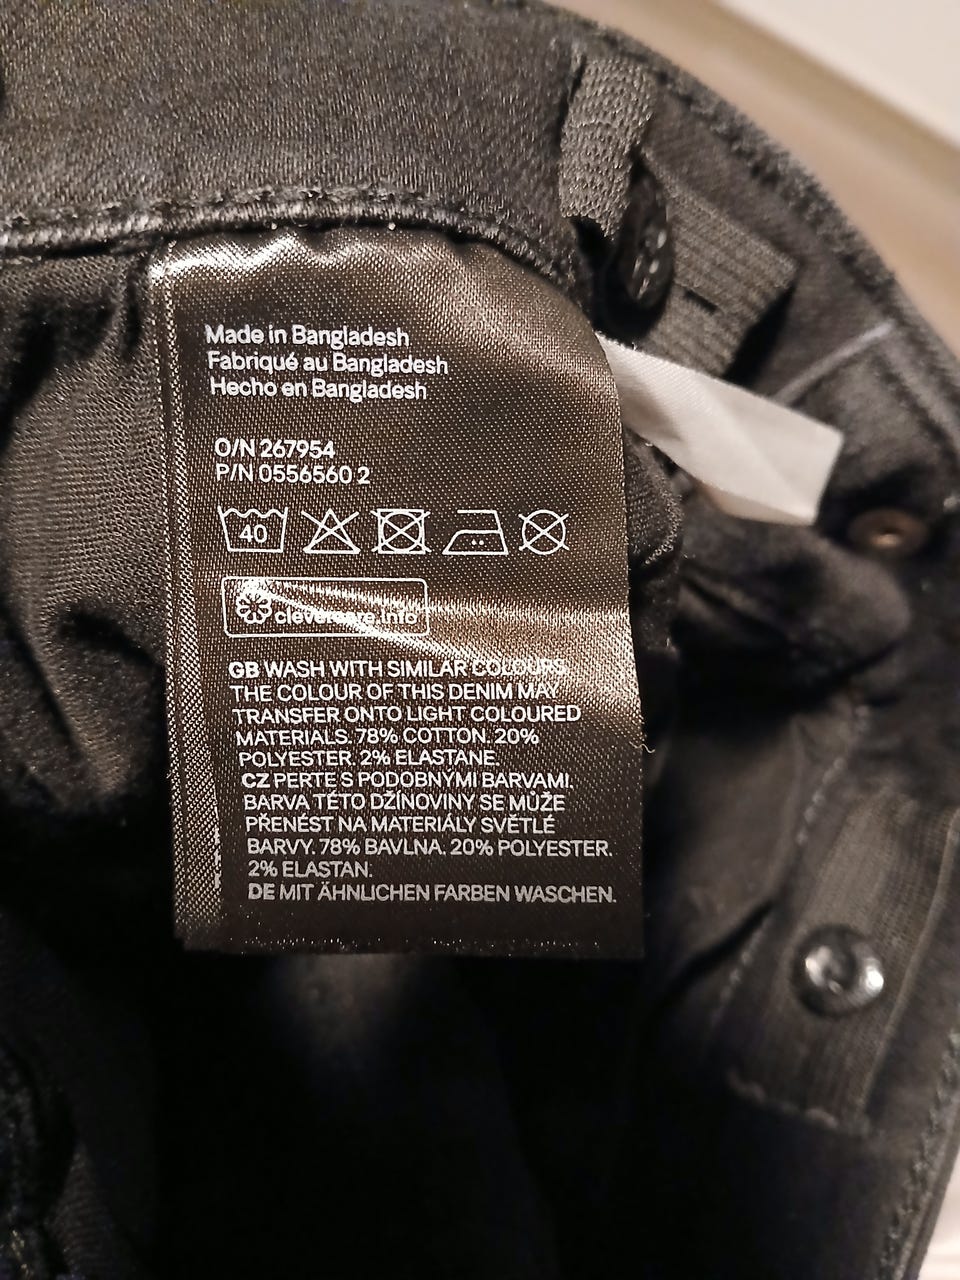 Made in Bangladesh
Fabriqué au Bangladesh
Hecho en Bangladesh
O/N 267954
P/N 0556560 2
40
clevercare.info
GB WASH WITH SIMILAR COLOURS.
THE COLOUR OF THIS DENIM MAY
TRANSFER ONTO LIGHT COLOURED
MATERIALS. 78% COTTON. 20%
POLYESTER. 2% ELASTANE.
CZ PERTE S PODOBNÝMI BARVAMI.
BARVA TÉTO DŽÍNOVINY SE MŮŽE
PŘENÉST NA MATERIÁLY SVĚTLÉ
BARVY. 78% BAVLNA. 20% POLYESTER.
2% ELASTAN.
DE MIT ÄHNLICHEN FARBEN WASCHEN.